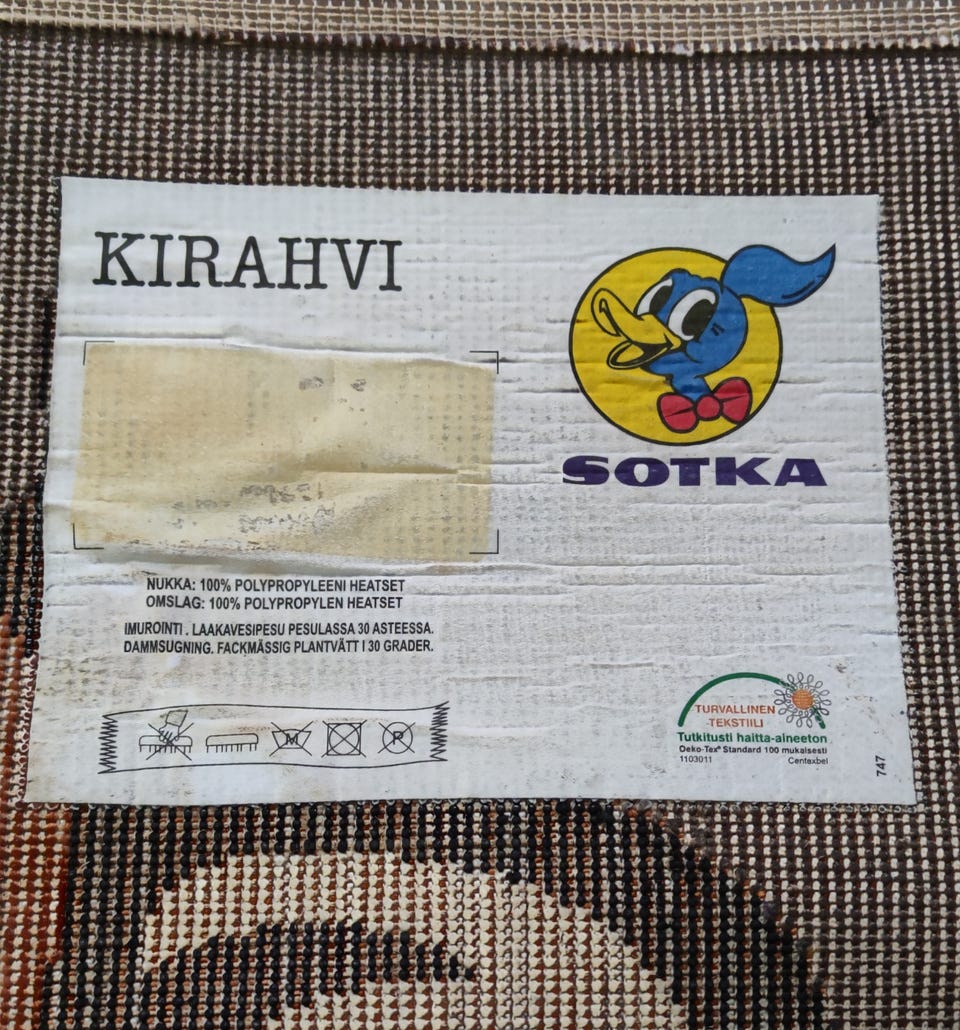 KIRAHVI
SOTKA
NUKKA: 100% POLYPROPYLEENI HEATSET
OMSLAG: 100% POLYPROPYLEN HEATSET
IMUROINTI . LAAKAVESIPESU PESULASSA 30 ASTEESSA.
DAMMSUGNING. FACKMÄSSIG PLANTVÄTT I 30 GRADER.
M
P
TURVALLINEN
-TEKSTIILI
Tutkitusti haitta-aineeton
Oeko-Tex® Standard 100 mukaisesti
1103011 Centexbel
747